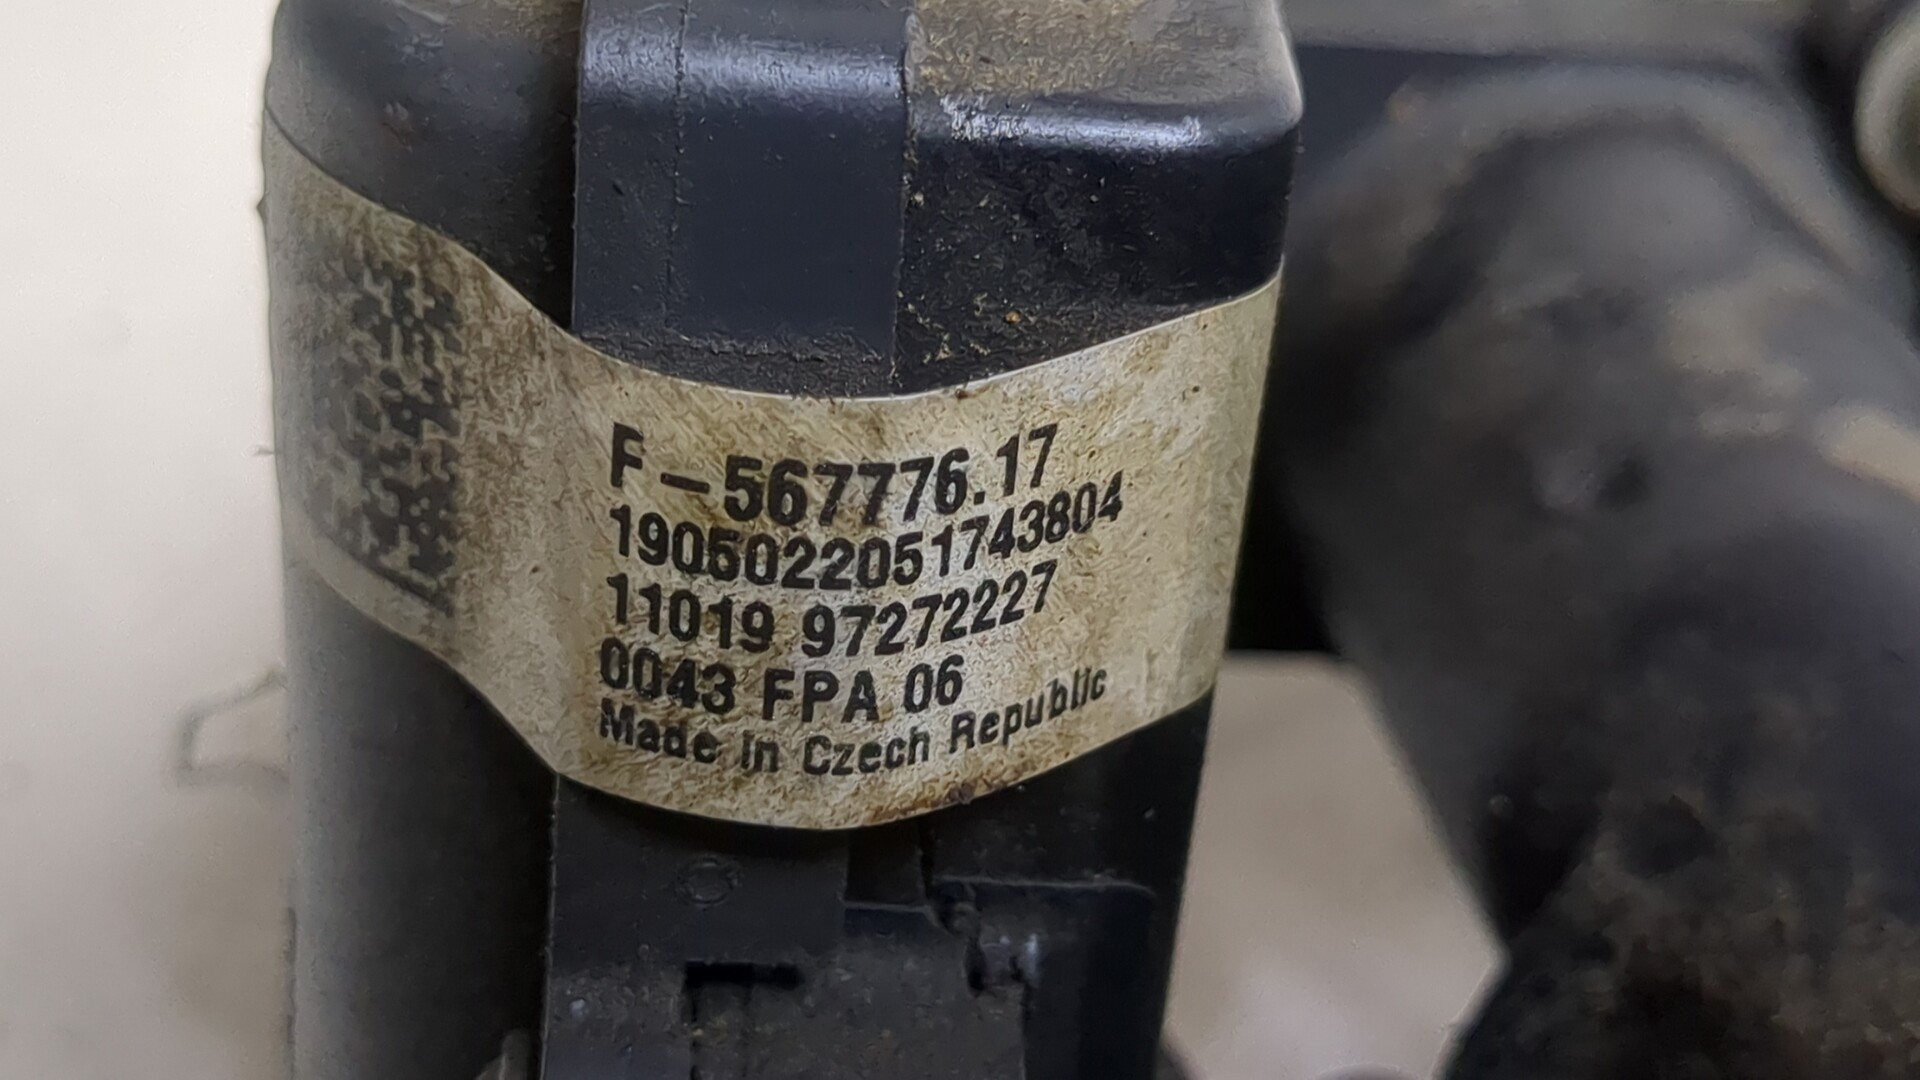 F-567776.17
1905022051743804
11019 97272227
0043 FPA 06
Made in Czech Republic